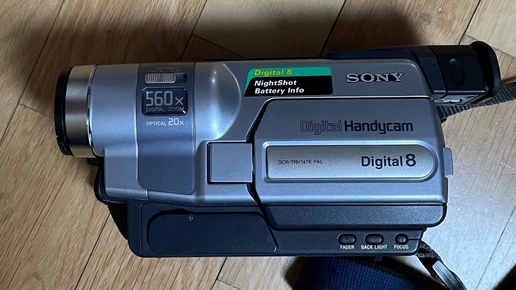 Digital 8
NightShot
Battery Info
SONY
560x
DIGITAL ZOOM
OPTICAL 20x
Digital Handycam
DCR-TRV147E PAL
Digital 8
FADER
BACK LIGHT
FOCUS